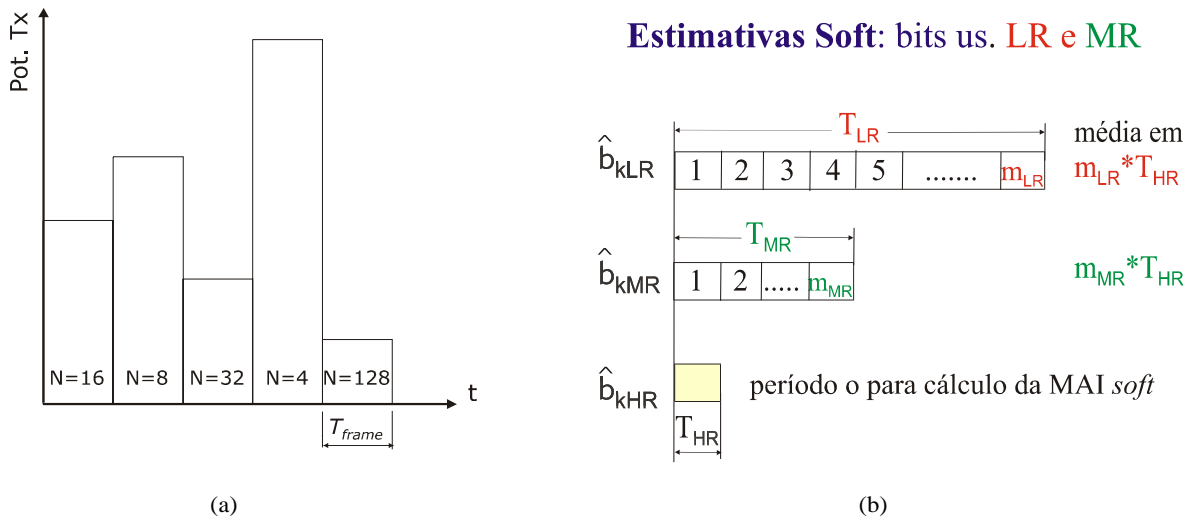 Pot. Tx
N=16 N=8 N=32 N=4 N=128
t
T_frame
(a)
Estimativas Soft: bits us. LR e MR
T_LR
média em
b̂_kLR 1 2 3 4 5 ....... m_LR m_LR*T_HR
T_MR
b̂_kMR 1 2 ..... m_MR m_MR*T_HR
b̂_kHR período o para cálculo da MAI soft
T_HR
(b)